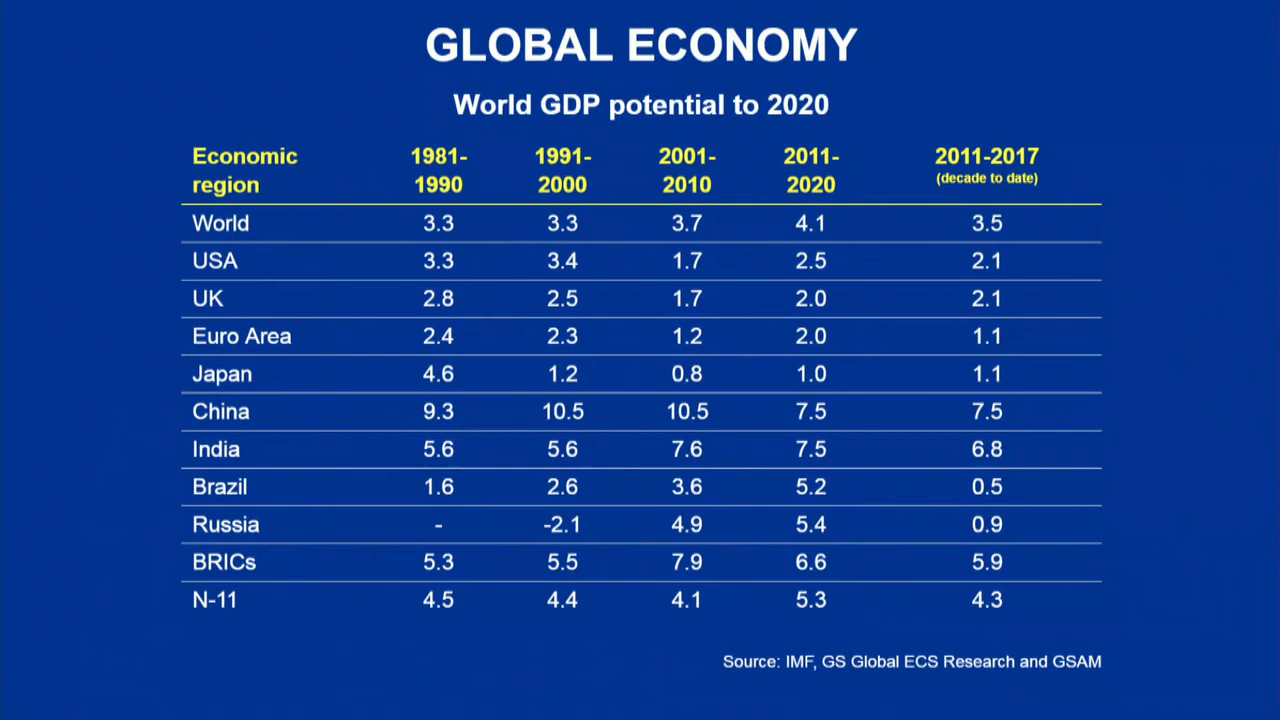 GLOBAL ECONOMY
World GDP potential to 2020
Economic region 1981-1990 1991-2000 2001-2010 2011-2020 2011-2017 (decade to date)
World 3.3 3.3 3.7 4.1 3.5
USA 3.3 3.4 1.7 2.5 2.1
UK 2.8 2.5 1.7 2.0 2.1
Euro Area 2.4 2.3 1.2 2.0 1.1
Japan 4.6 1.2 0.8 1.0 1.1
China 9.3 10.5 10.5 7.5 7.5
India 5.6 5.6 7.6 7.5 6.8
Brazil 1.6 2.6 3.6 5.2 0.5
Russia - -2.1 4.9 5.4 0.9
BRICs 5.3 5.5 7.9 6.6 5.9
N-11 4.5 4.4 4.1 5.3 4.3
Source: IMF, GS Global ECS Research and GSAM